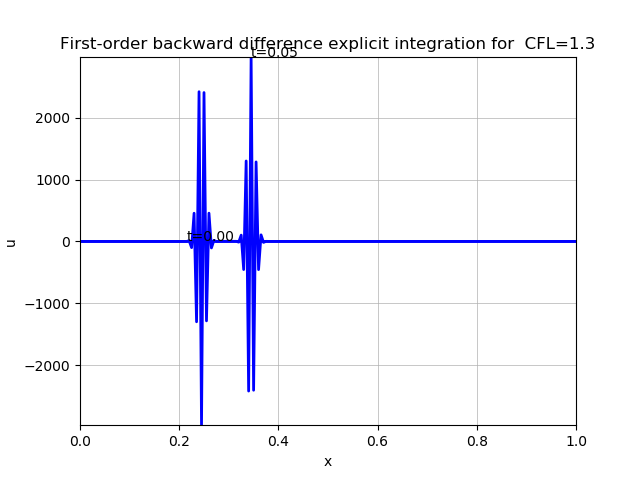 First-order backward difference explicit integration for  CFL=1.3
t=0.05
2000
1000
t=0.00
0
−1000
−2000
u
0.0 0.2 0.4 0.6 0.8 1.0
x